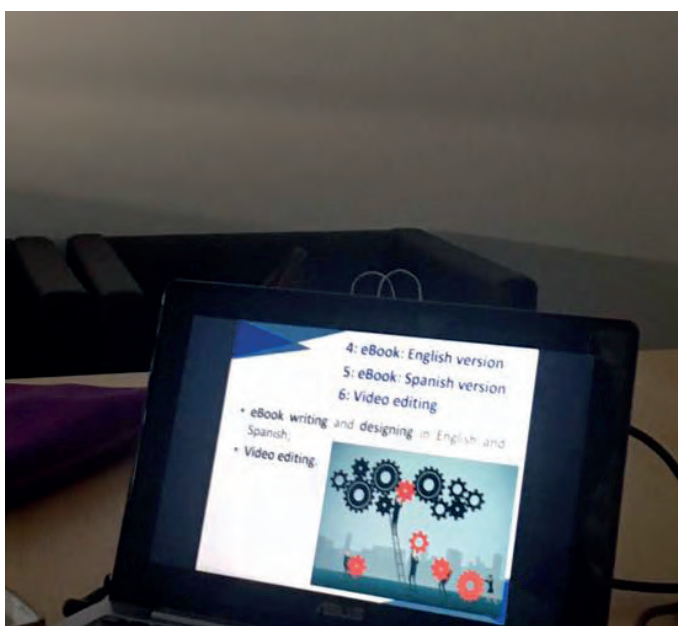 4: eBook: English version
5: eBook: Spanish version
6: Video editing
• eBook writing and designing in English and
Spanish;
• Video editing.
ASUS